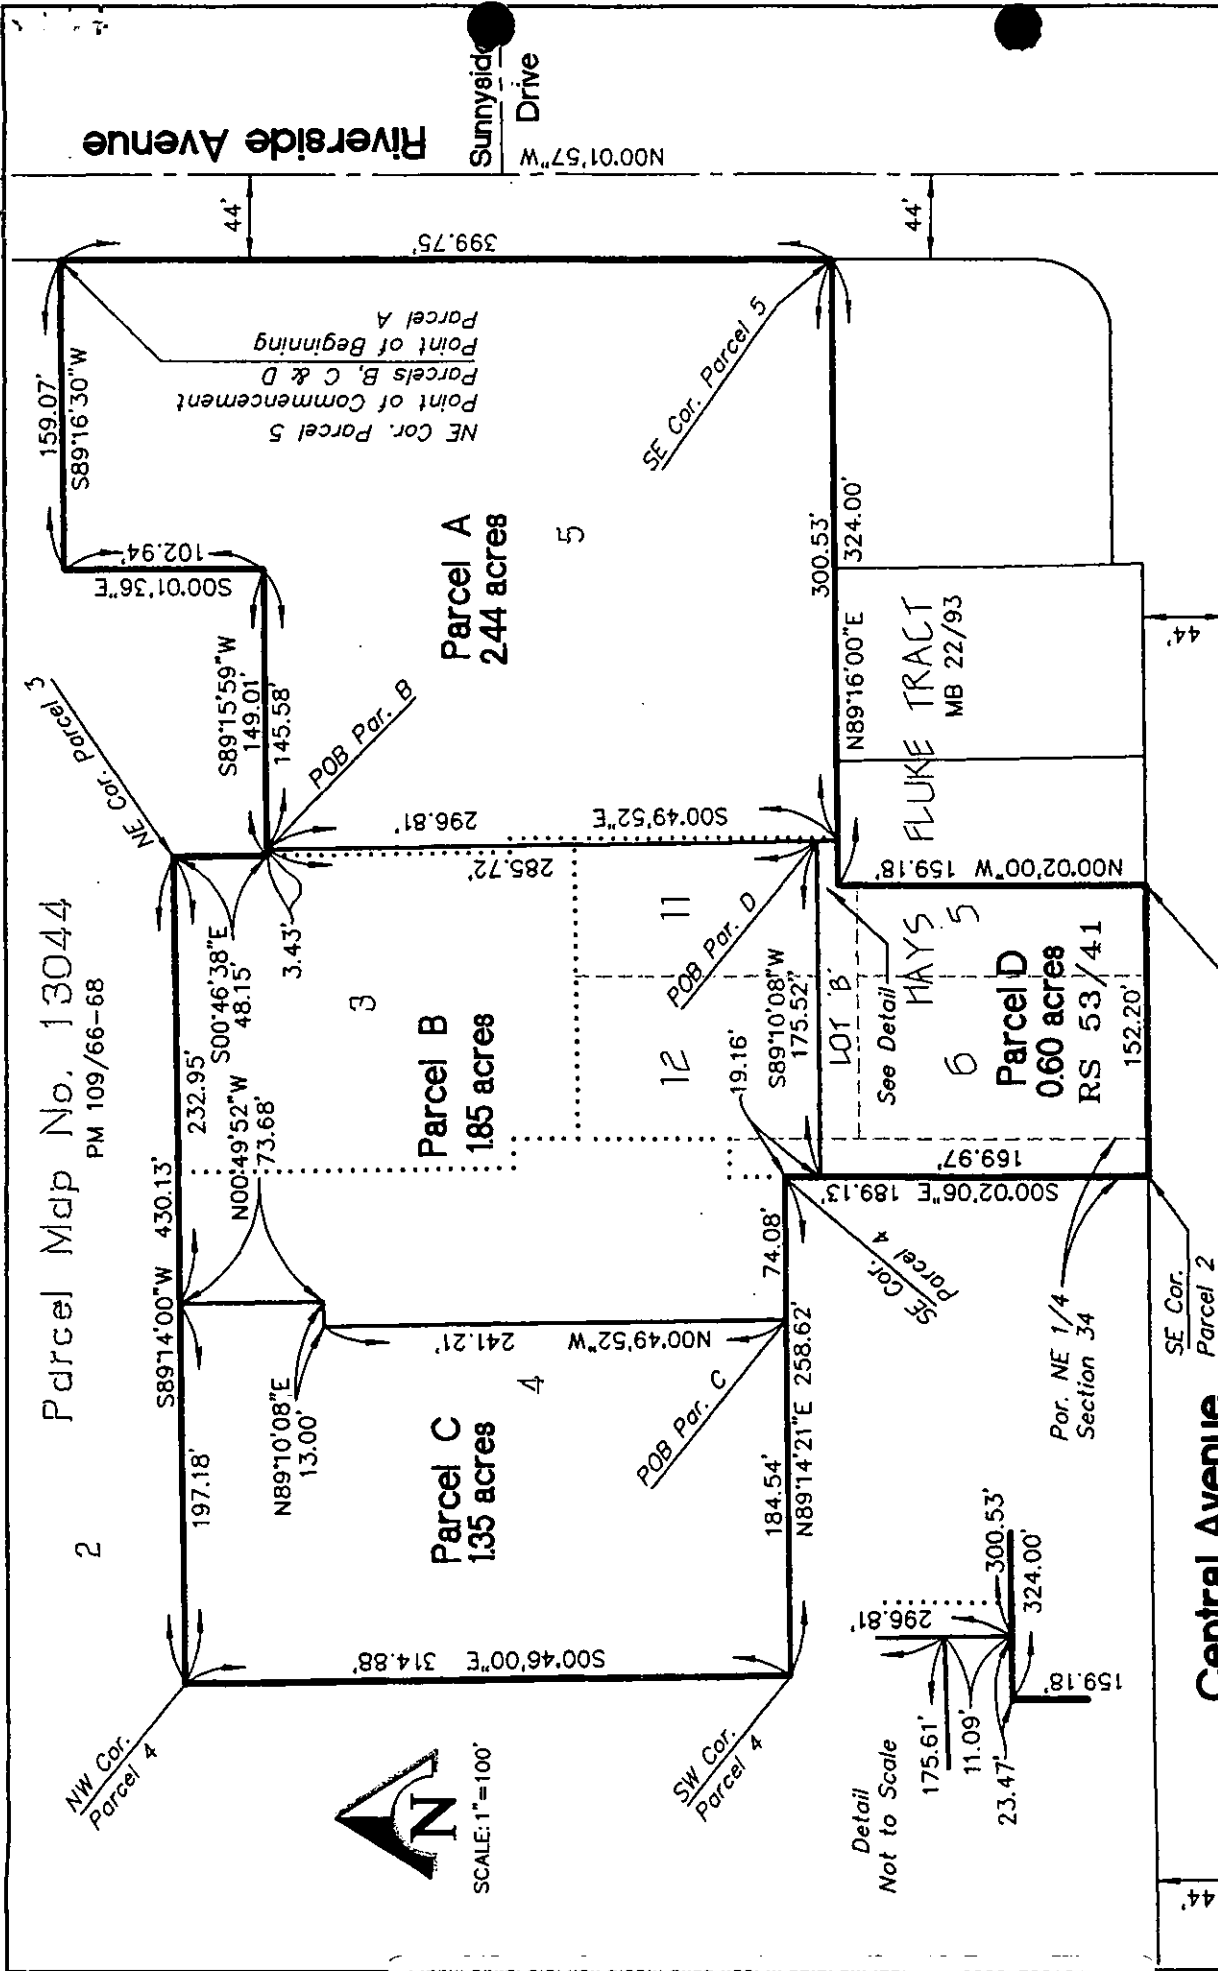 Parcel Map No. 13044
PM 109/66-68
2
Riverside Avenue
Sunnyside
Drive
N00°01'57"W
44'
44'
399.75'
159.07'
S89°16'30"W
NE Cor. Parcel 5
Point of Commencement
Parcels B, C & D
Point of Beginning
Parcel A
S00°01'36"E
102.94'
S89°15'59"W
149.01'
145.58'
NE Cor. Parcel 3
POB Par. B
Parcel A
2.44 acres
5
SE Cor. Parcel 5
S00°46'38"E
48.15'
3.43'
S89°14'00"W 430.13'
232.95'
197.18'
N00°49'52"W
73.68'
N89°10'08"E
13.00'
3
Parcel B
1.85 acres
296.81'
S00°49'52"E
285.72'
11
12
POB Par. D
NW Cor.
Parcel 4
Parcel C
1.35 acres
4
241.21'
N00°49'52"W
POB Par. C
S00°46'00"E 314.88'
SW Cor.
Parcel 4
184.54'
N89°14'21"E 258.62'
74.08'
SE Cor.
Parcel 4
19.16'
S89°10'08"W
175.52"
LOT 'B'
See Detail
300.53'
N89°16'00"E 324.00'
FLUKE TRACT
MB 22/93
N00°02'00"W 159.18'
HAYS
5
6
Parcel D
0.60 acres
RS 53/41
152.20'
169.97'
S00°02'06"E 189.13'
Por. NE 1/4
Section 34
SE Cor.
Parcel 2
44'
44'
Central Avenue
N
SCALE: 1"=100'
Detail
Not to Scale
296.81'
175.61'
11.09'
23.47'
300.53'
324.00'
159.18'